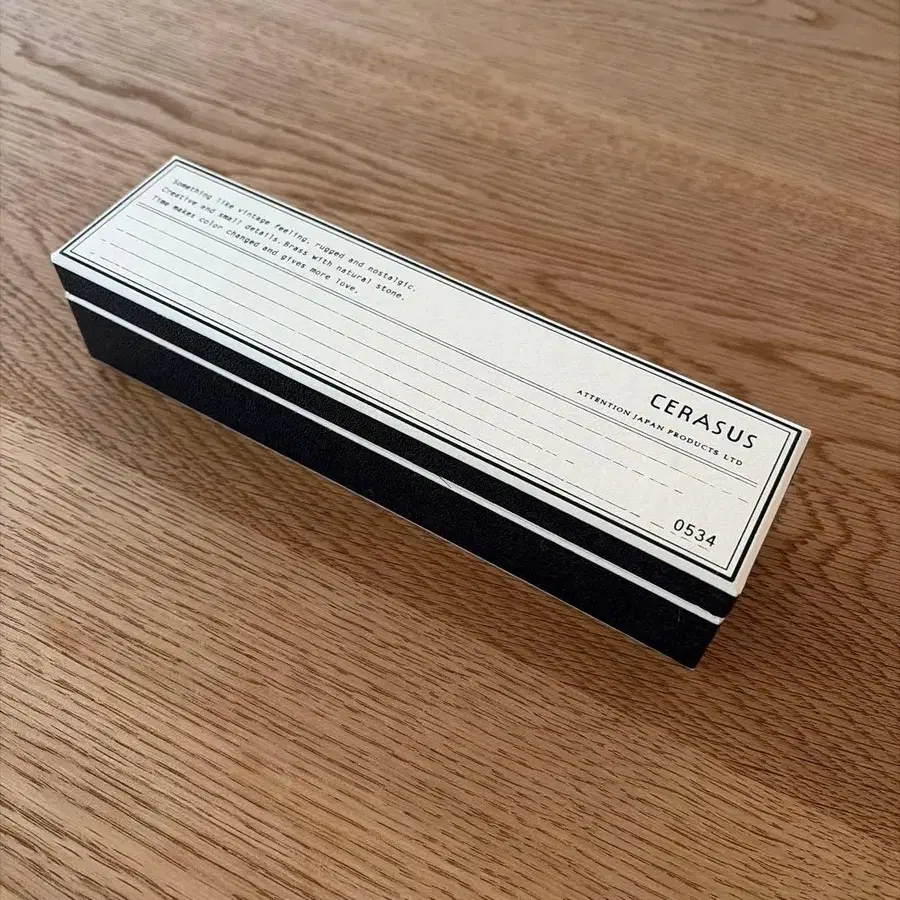 Something like vintage feeling, rugged and nostalgic.
Creative and small details. Brass with natural stone.
Time makes color changed and gives more love,
CERASUS
ATTENTION JAPAN PRODUCTS LTD
0534